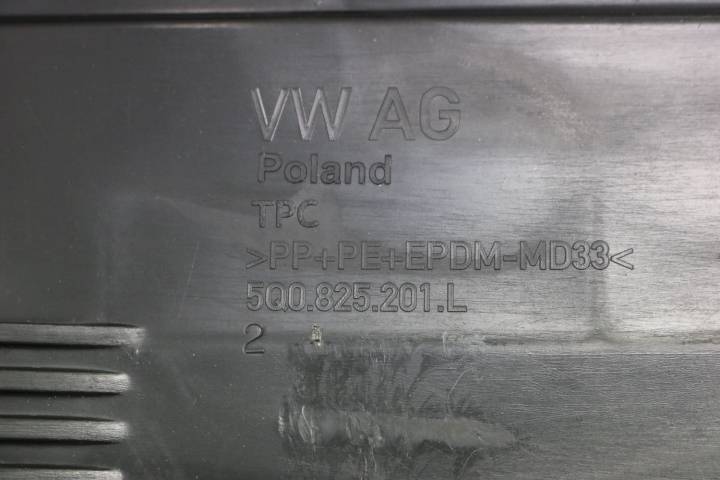 VW AG
Poland
TPC
>PP+PE+EPDM-MD33<
5Q0.825.201.L
2